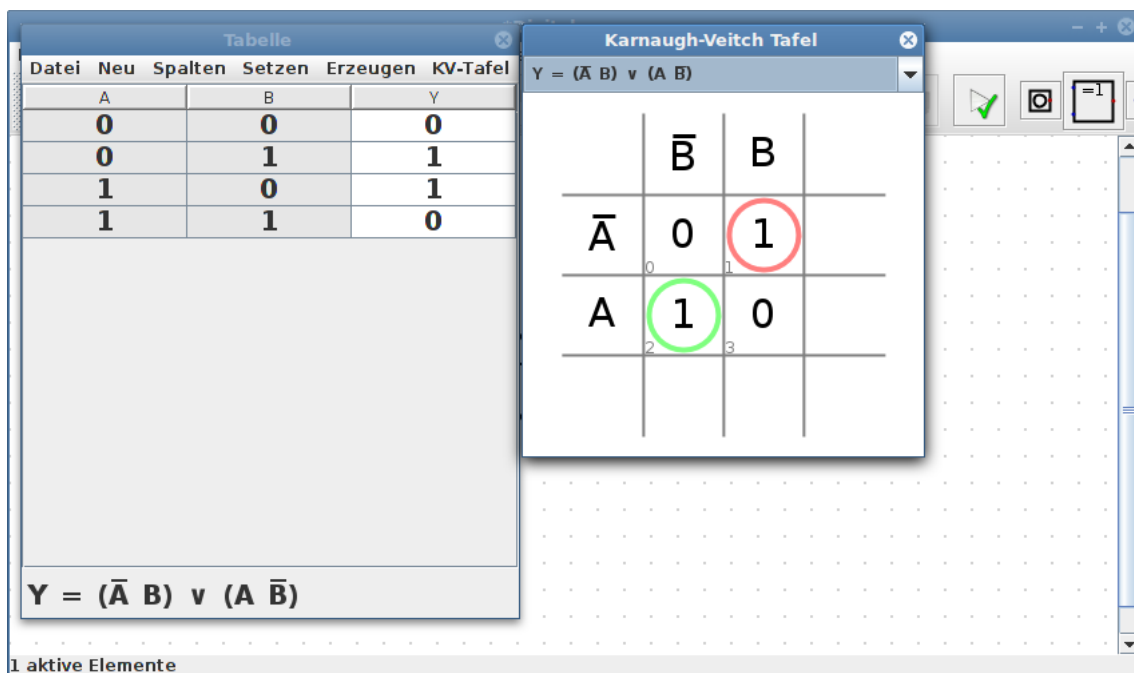 Tabelle
Datei Neu Spalten Setzen Erzeugen KV-Tafel
A B Y
0 0 0
0 1 1
1 0 1
1 1 0
Y = (A̅ B) ∨ (A B̅)
Karnaugh-Veitch Tafel
Y = (A̅ B) ∨ (A B̅)
B̅ B
A̅ 0 1
0 1
A 1 0
2 3
=1
1 aktive Elemente